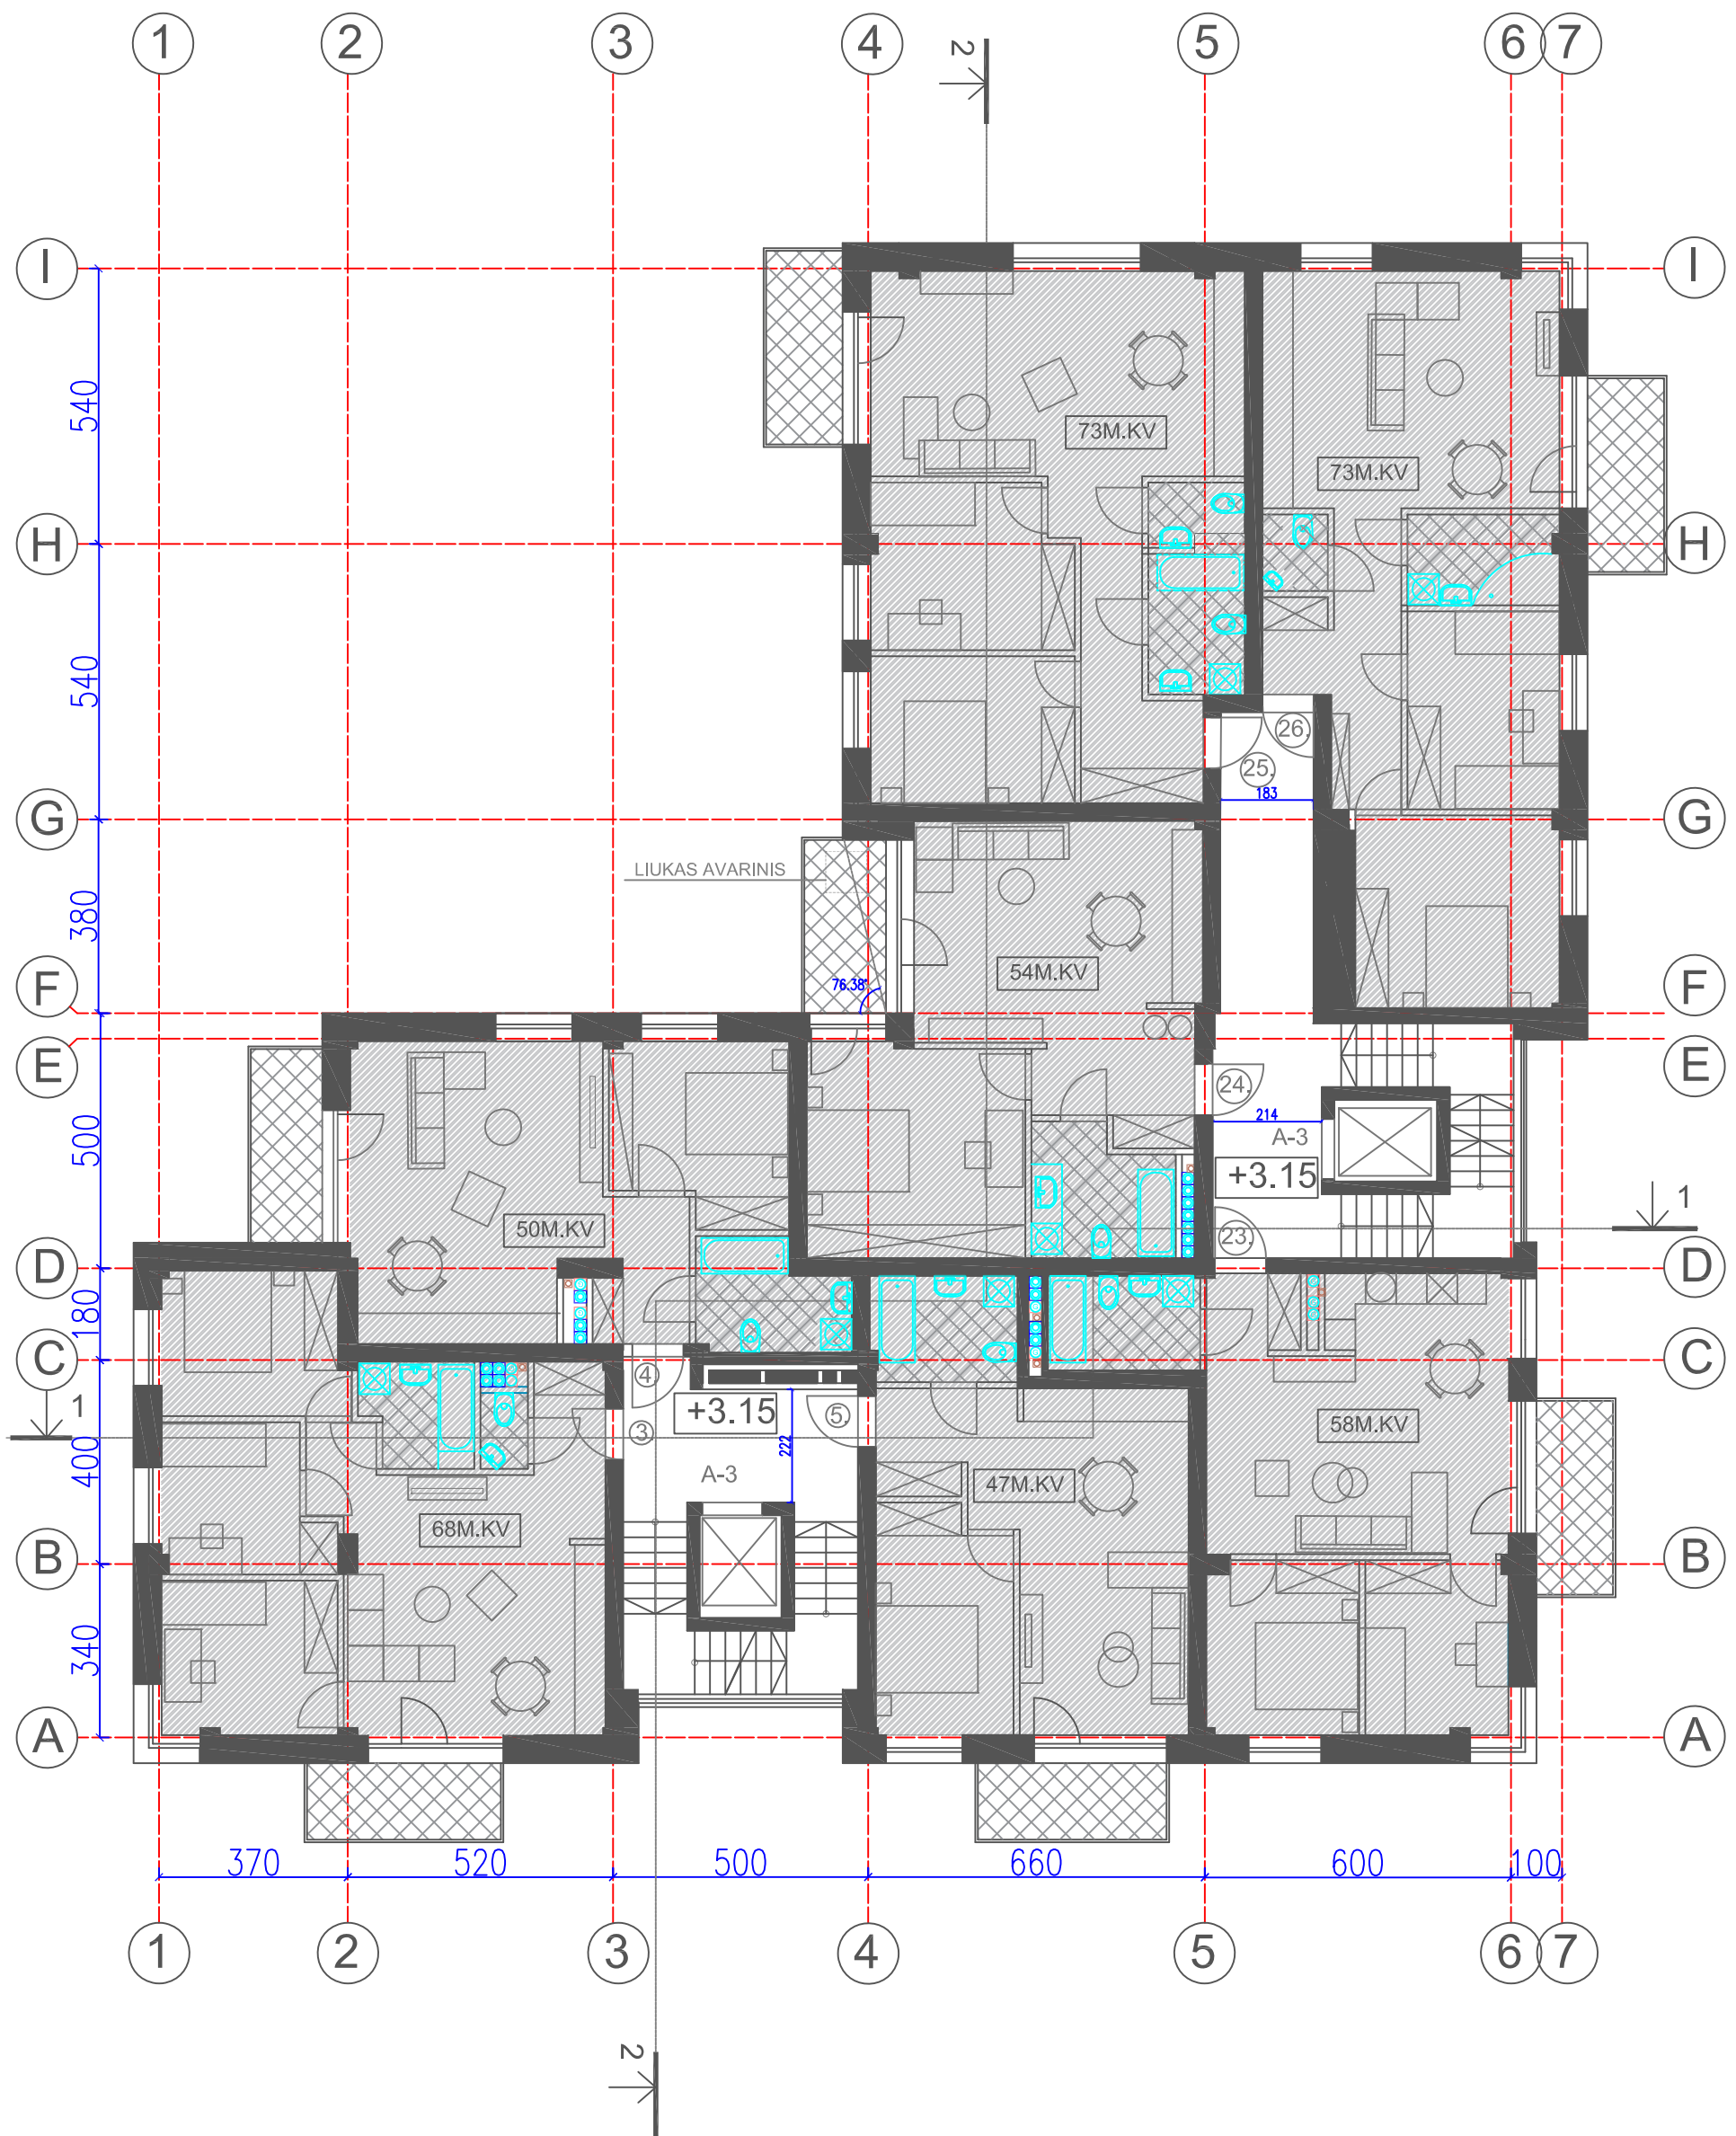 1 2 3 4 5 6 7
2
I I
540
73M.KV
73M.KV
H H
540
26.
25.
183
G G
LIUKAS AVARINIS
380
54M.KV
76.38°
F F
E E
24.
214
A-3
+3.15
500
1
50M.KV
23.
D D
180
C C
4
1
+3.15
5.
3
222
58M.KV
400
A-3
47M.KV
68M.KV
B B
340
A A
370 520 500 660 600 100
1 2 3 4 5 6 7
2